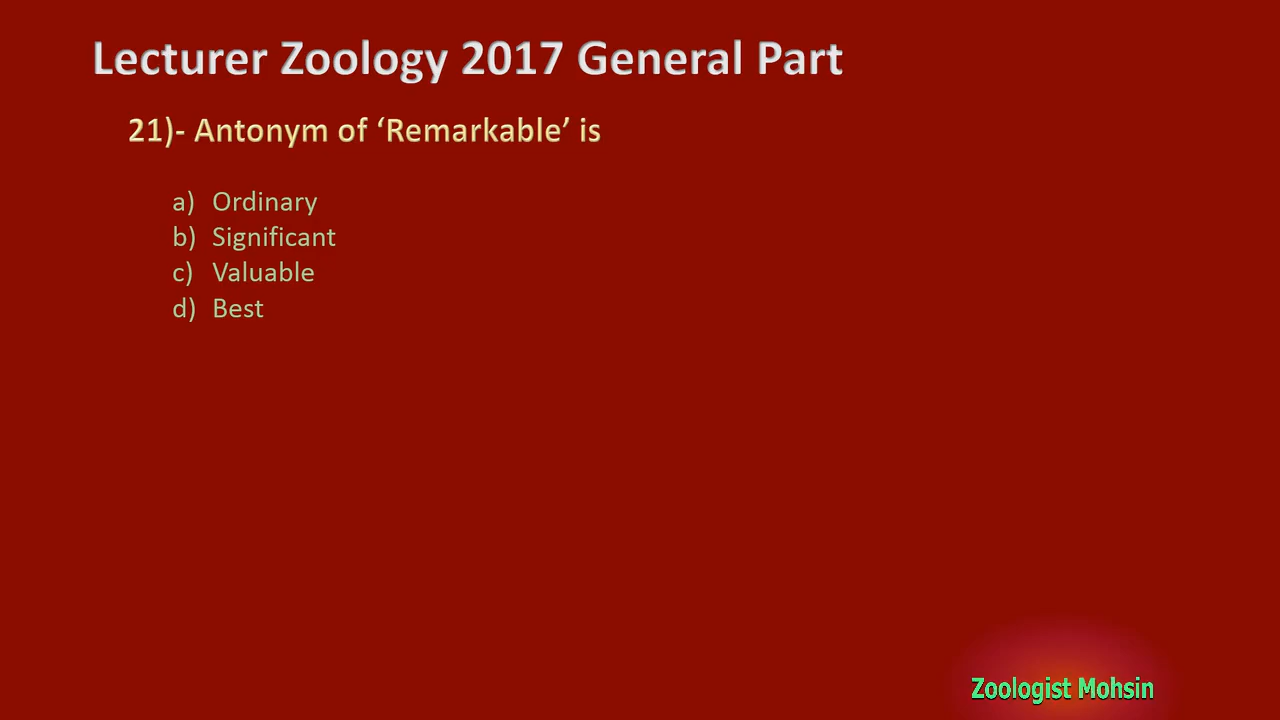 Lecturer Zoology 2017 General Part
21)- Antonym of ‘Remarkable’ is
a) Ordinary
b) Significant
c) Valuable
d) Best
Zoologist Mohsin